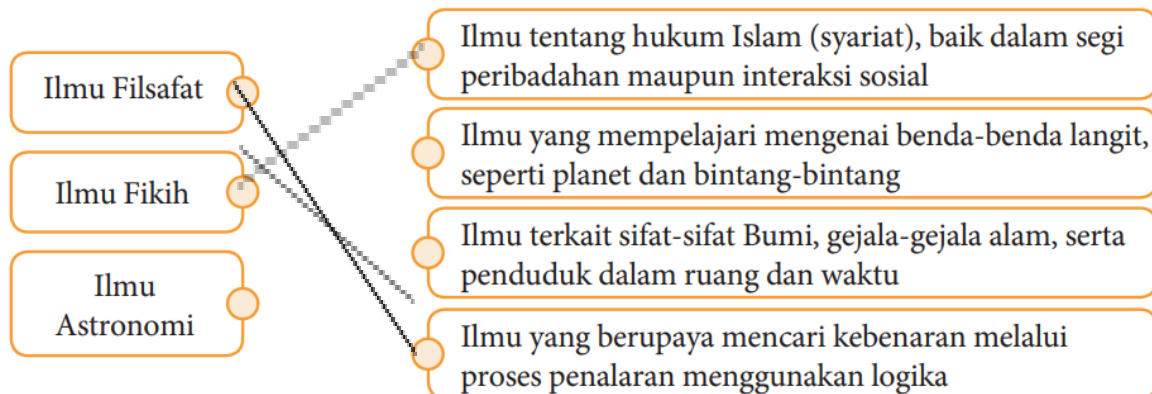 Ilmu Filsafat
Ilmu Fikih
Ilmu
Astronomi
Ilmu tentang hukum Islam (syariat), baik dalam segi
peribadahan maupun interaksi sosial
Ilmu yang mempelajari mengenai benda-benda langit,
seperti planet dan bintang-bintang
Ilmu terkait sifat-sifat Bumi, gejala-gejala alam, serta
penduduk dalam ruang dan waktu
Ilmu yang berupaya mencari kebenaran melalui
proses penalaran menggunakan logika